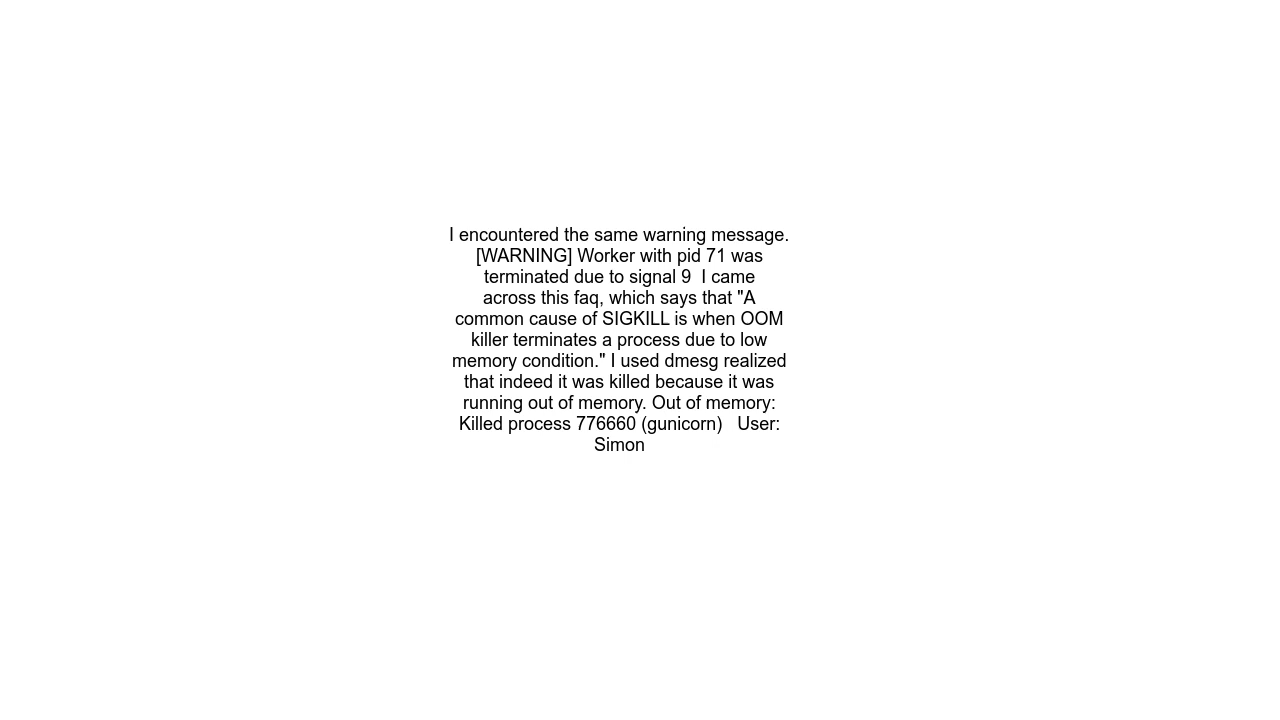 I encountered the same warning message.
[WARNING] Worker with pid 71 was
terminated due to signal 9  I came
across this faq, which says that "A
common cause of SIGKILL is when OOM
killer terminates a process due to low
memory condition." I used dmesg realized
that indeed it was killed because it was
running out of memory. Out of memory:
Killed process 776660 (gunicorn)   User:
Simon